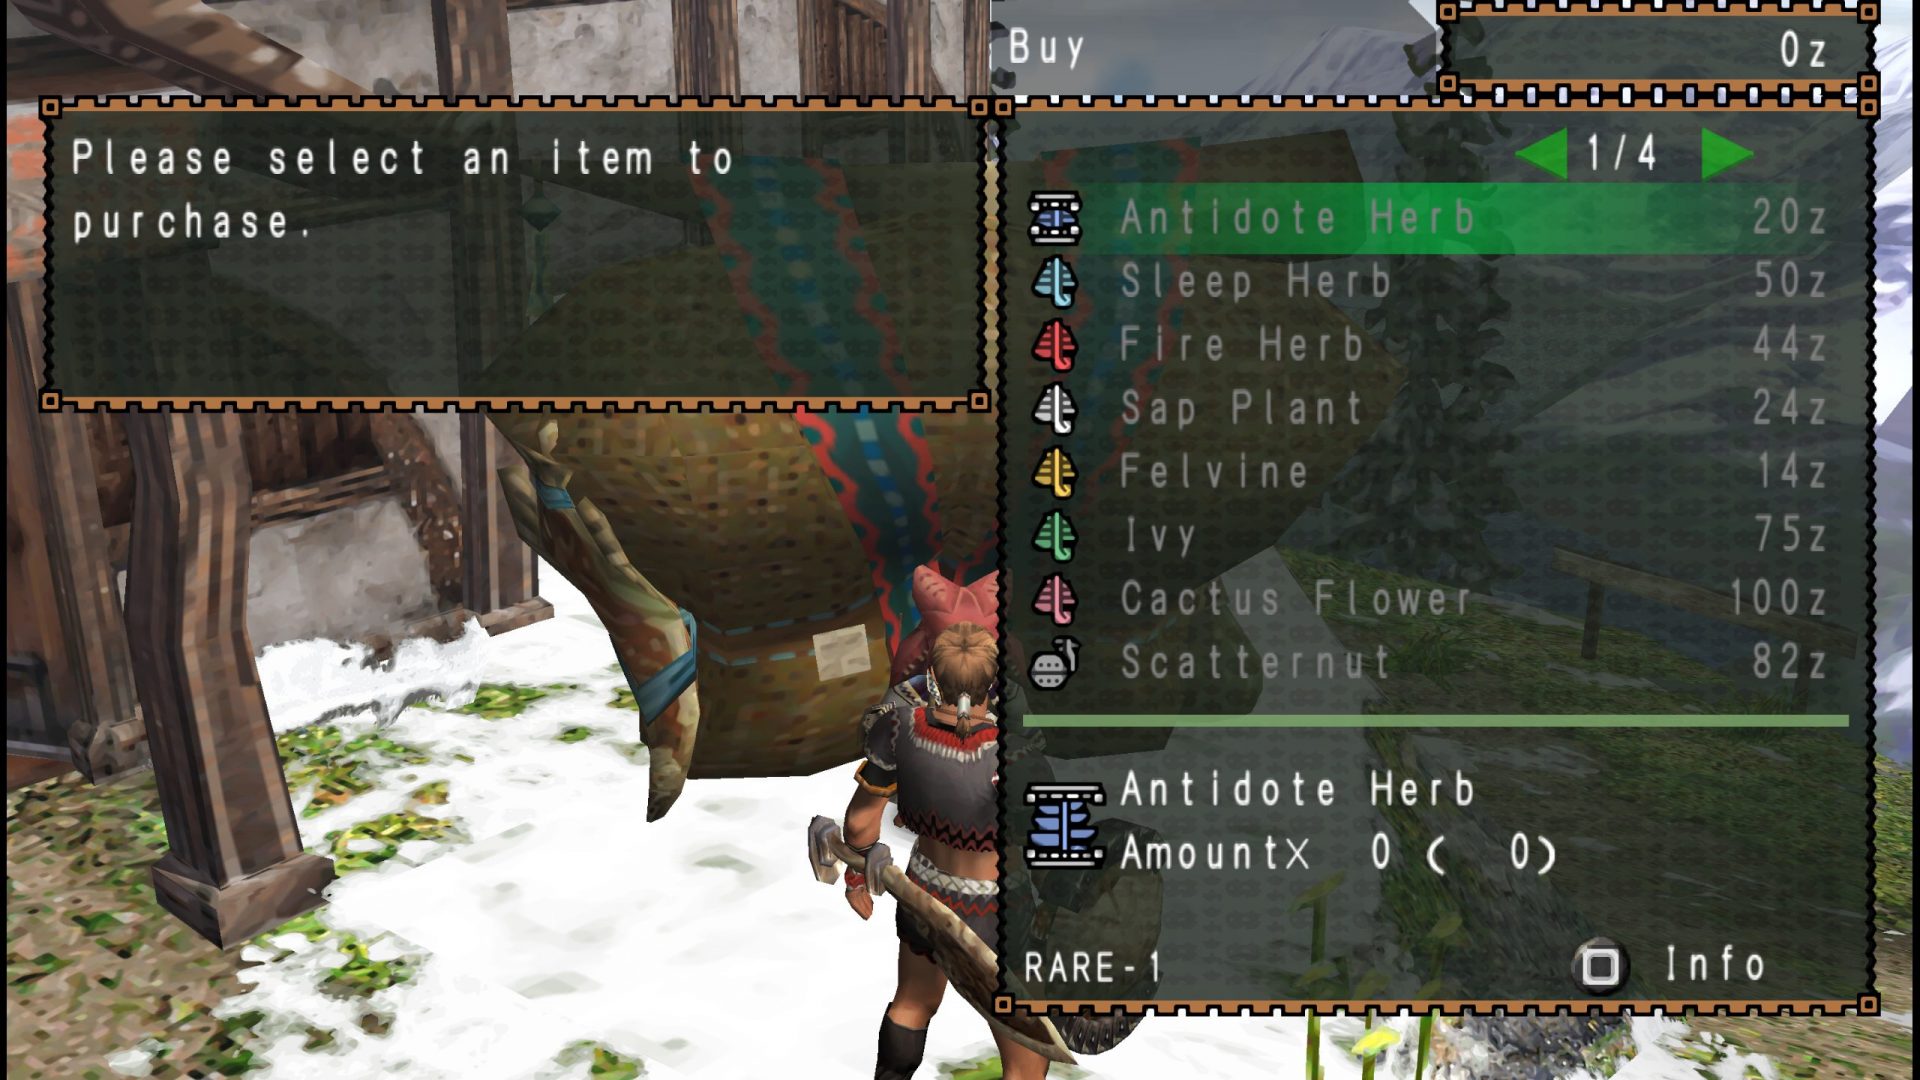 Buy
0z
Please select an item to
purchase.
1/4
Antidote Herb 20z
Sleep Herb 50z
Fire Herb 44z
Sap Plant 24z
Felvine 14z
Ivy 75z
Cactus Flower 100z
Scatternut 82z
Antidote Herb
Amount× 0 ( 0)
RARE-1
Info